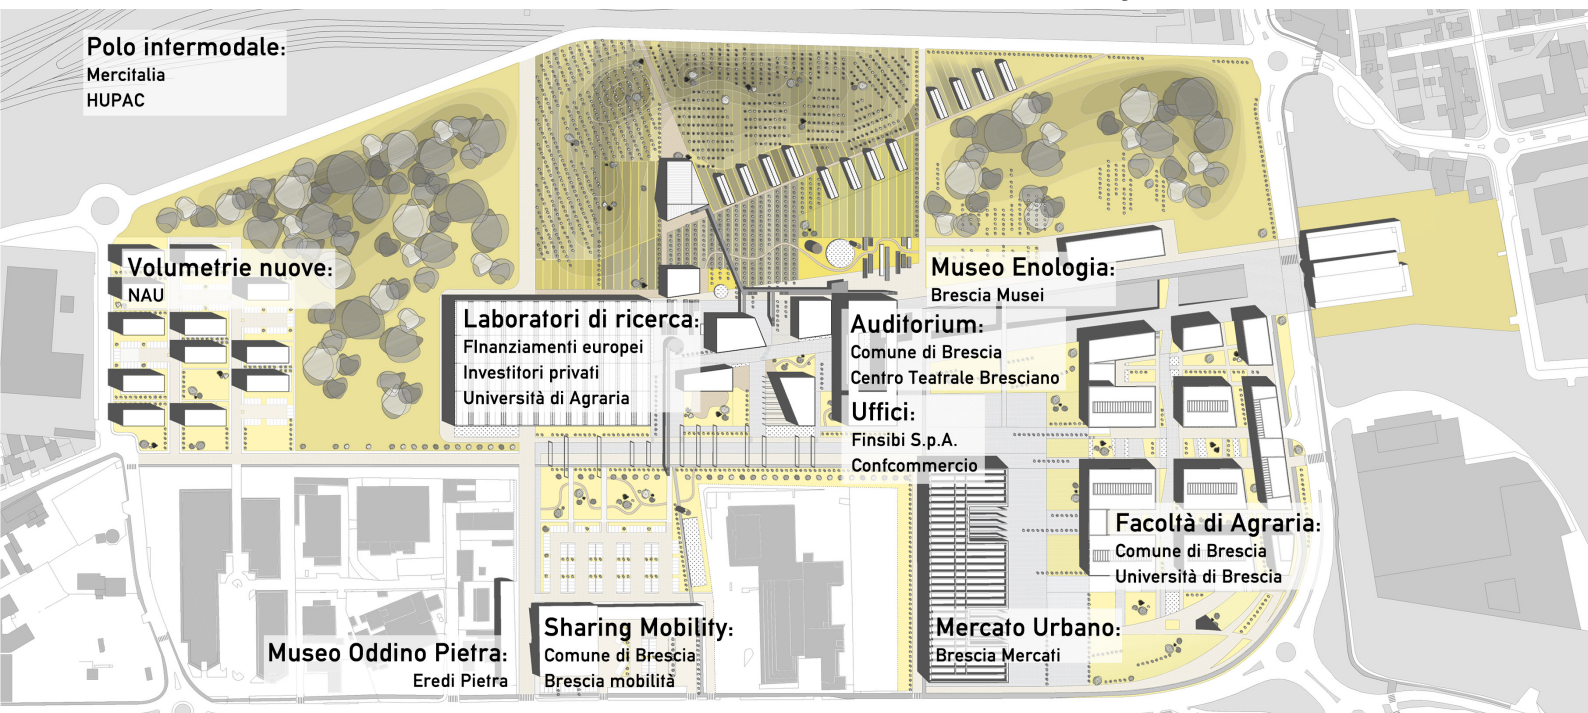 Polo intermodale:
Mercitalia
HUPAC
Volumetrie nuove:
NAU
Laboratori di ricerca:
FInanziamenti europei
Investitori privati
Università di Agraria
Museo Enologia:
Brescia Musei
Auditorium:
Comune di Brescia
Centro Teatrale Bresciano
Uffici:
Finsibi S.p.A.
Confcommercio
Facoltà di Agraria:
Comune di Brescia
Università di Brescia
Museo Oddino Pietra:
Eredi Pietra
Sharing Mobility:
Comune di Brescia
Brescia mobilità
Mercato Urbano:
Brescia Mercati